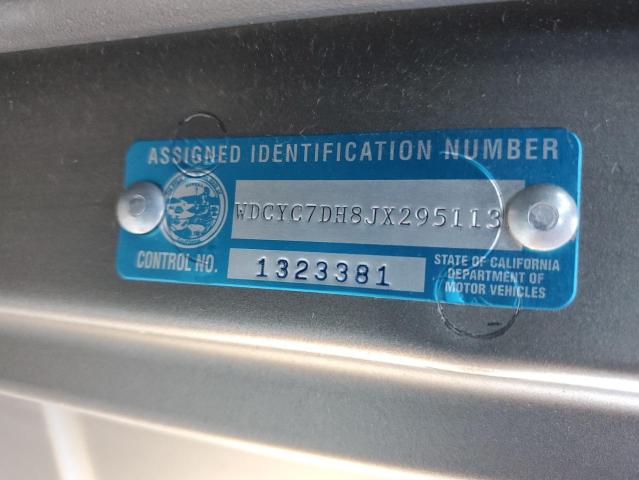 ASSIGNED IDENTIFICATION NUMBER
WDCYC7DH8JX295113
CONTROL NO.
1323381
STATE OF CALIFORNIA
DEPARTMENT OF
MOTOR VEHICLES